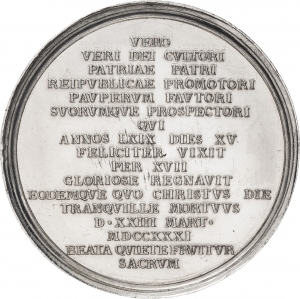 VERO
VERI DEI CVLTORI
PATRIAE PATRI
REIPVBLICAE PROMOTORI
PAVPERVM FAVTORI
SVORVMQVE PROSPECTORI
QVI
ANNOS LXIX DIES XV
FELICITER VIXIT
PER XVII
GLORIOSE REGNAVIT
EODEMQVE QVO CHRISTVS DIE
TRANQVILLE MORTVVS
D·XXIII MART·
MDCCXXXI
BEATA QVIETE FRVITVR
SACRVM